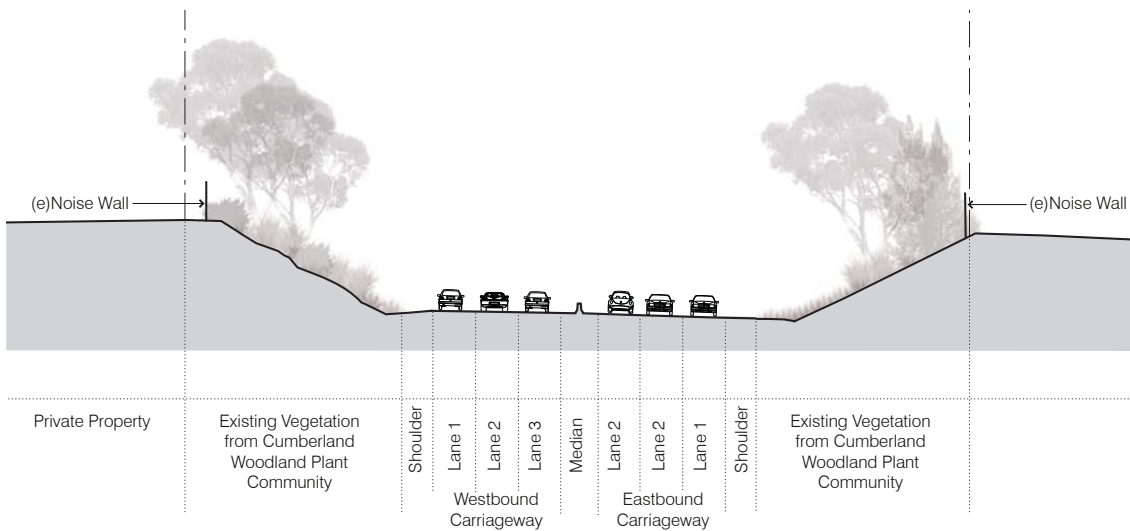 (e)Noise Wall
(e)Noise Wall
Private Property
Existing Vegetation
from Cumberland
Woodland Plant
Community
Shoulder
Lane 1
Lane 2
Lane 3
Median
Lane 2
Lane 2
Lane 1
Shoulder
Existing Vegetation
from Cumberland
Woodland Plant
Community
Westbound
Carriageway
Eastbound
Carriageway